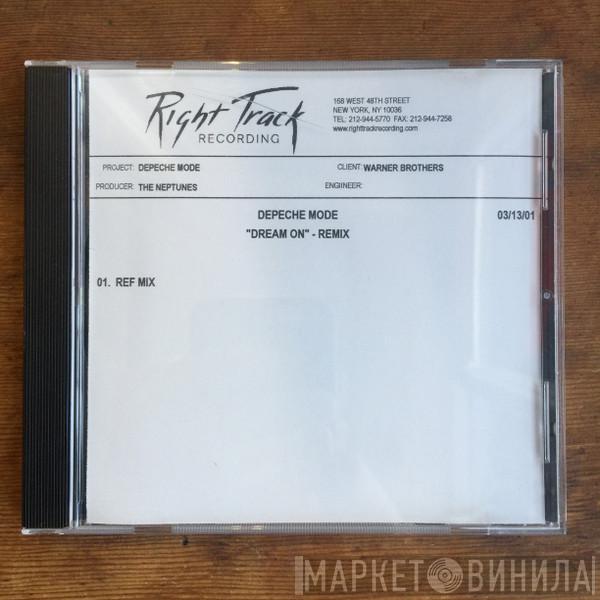 Right Track
RECORDING
168 WEST 48TH STREET
NEW YORK, NY 10036
TEL: 212-944-5770 FAX: 212-944-7258
www.righttrackrecording.com
PROJECT: DEPECHE MODE
CLIENT: WARNER BROTHERS
PRODUCER: THE NEPTUNES
ENGIINEER:
DEPECHE MODE
03/13/01
"DREAM ON" - REMIX
01. REF MIX
МАРКЕТ ВИНИЛА